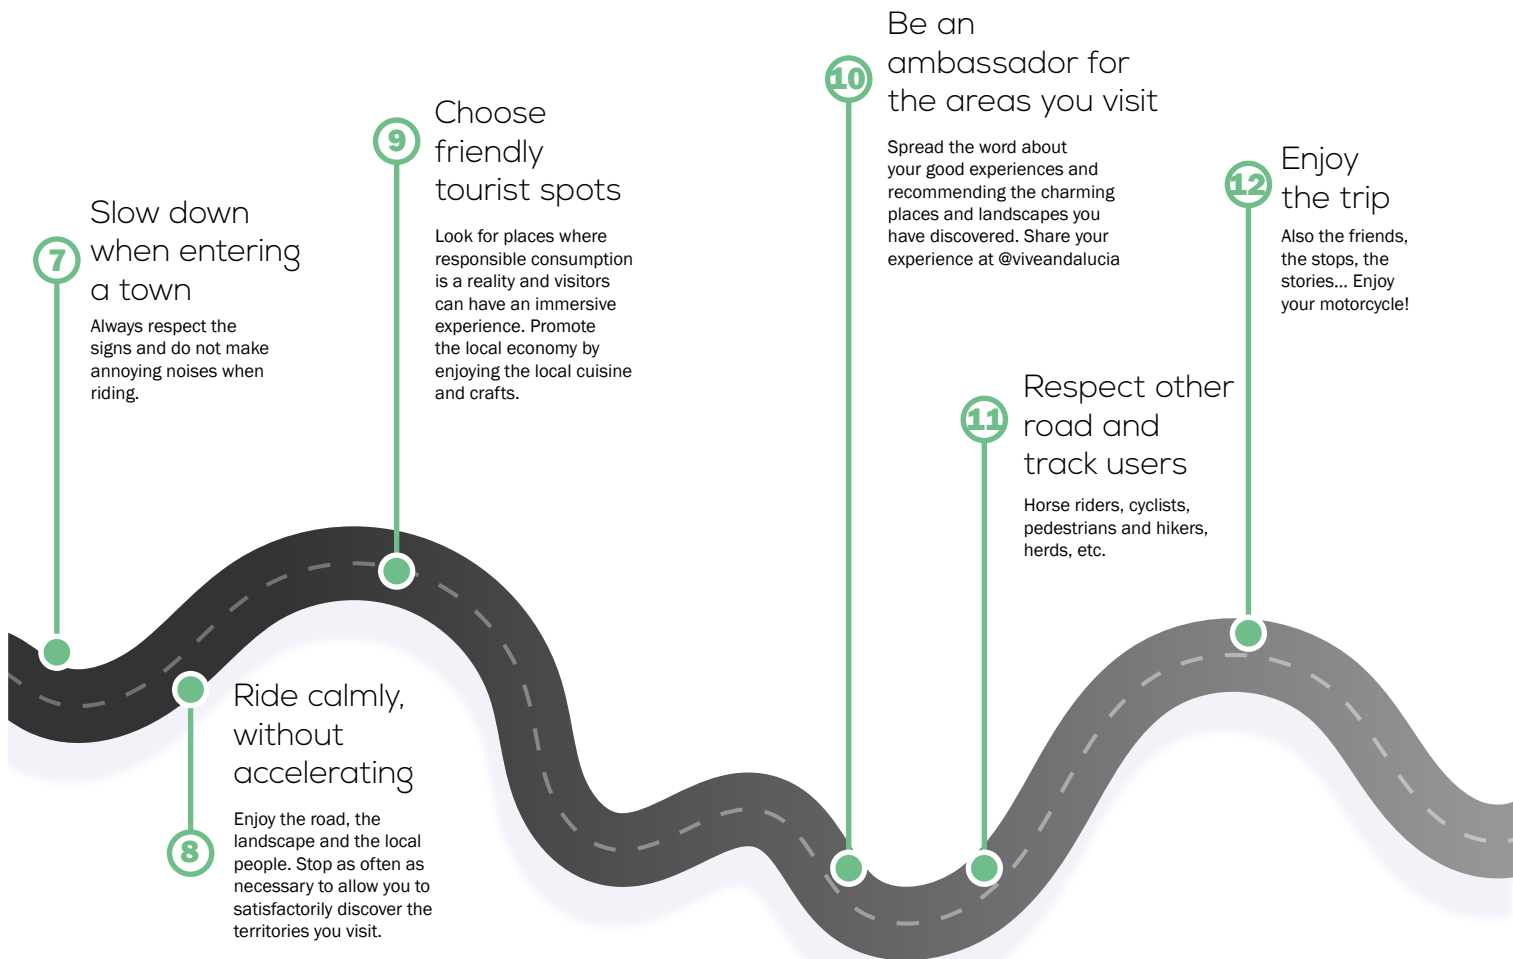 7
Slow down
when entering
a town
Always respect the
signs and do not make
annoying noises when
riding.
8
Ride calmly,
without
accelerating
Enjoy the road, the
landscape and the local
people. Stop as often as
necessary to allow you to
satisfactorily discover the
territories you visit.
9
Choose
friendly
tourist spots
Look for places where
responsible consumption
is a reality and visitors
can have an immersive
experience. Promote
the local economy by
enjoying the local cuisine
and crafts.
10
Be an
ambassador for
the areas you visit
Spread the word about
your good experiences and
recommending the charming
places and landscapes you
have discovered. Share your
experience at @viveandalucia
11
Respect other
road and
track users
Horse riders, cyclists,
pedestrians and hikers,
herds, etc.
12
Enjoy
the trip
Also the friends,
the stops, the
stories... Enjoy
your motorcycle!